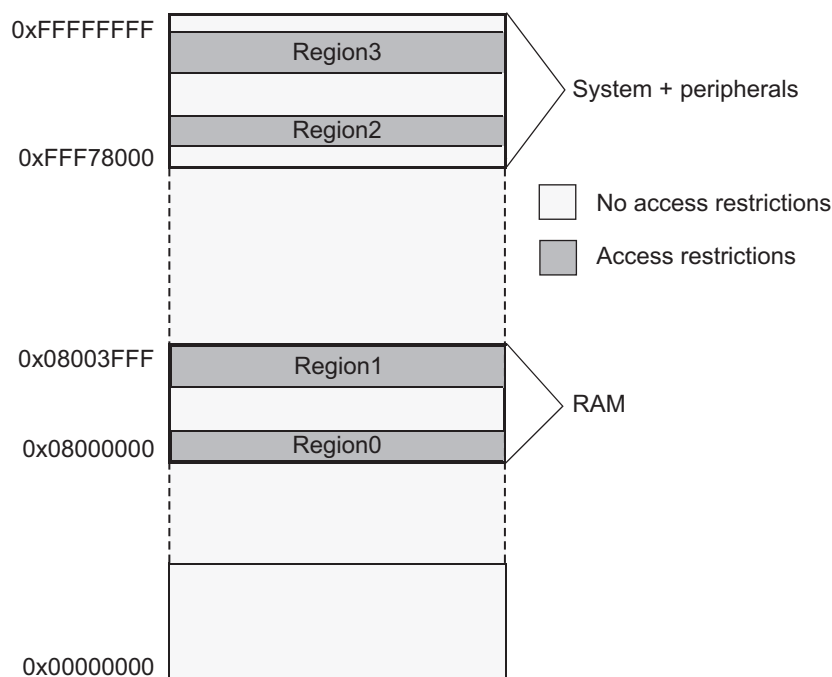 0xFFFFFFFF
Region3
System + peripherals
Region2
0xFFF78000
No access restrictions
Access restrictions
0x08003FFF
Region1
RAM
0x08000000
Region0
0x00000000